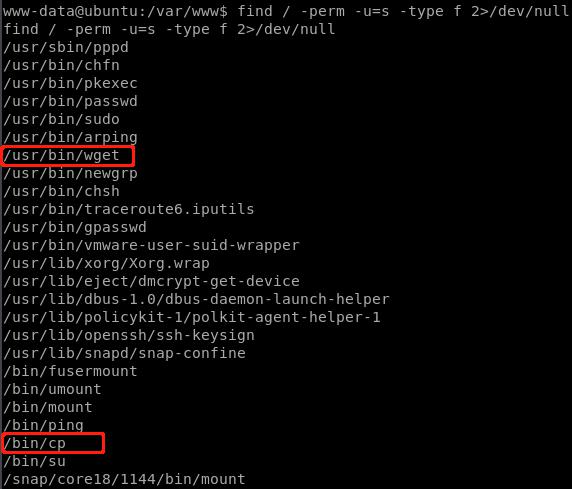 www-data@ubuntu:/var/www$ find / -perm -u=s -type f 2>/dev/null
find / -perm -u=s -type f 2>/dev/null
/usr/sbin/pppd
/usr/bin/chfn
/usr/bin/pkexec
/usr/bin/passwd
/usr/bin/sudo
/usr/bin/arping
/usr/bin/wget
/usr/bin/newgrp
/usr/bin/chsh
/usr/bin/traceroute6.iputils
/usr/bin/gpasswd
/usr/bin/vmware-user-suid-wrapper
/usr/lib/xorg/Xorg.wrap
/usr/lib/eject/dmcrypt-get-device
/usr/lib/dbus-1.0/dbus-daemon-launch-helper
/usr/lib/policykit-1/polkit-agent-helper-1
/usr/lib/openssh/ssh-keysign
/usr/lib/snapd/snap-confine
/bin/fusermount
/bin/umount
/bin/mount
/bin/ping
/bin/cp
/bin/su
/snap/core18/1144/bin/mount